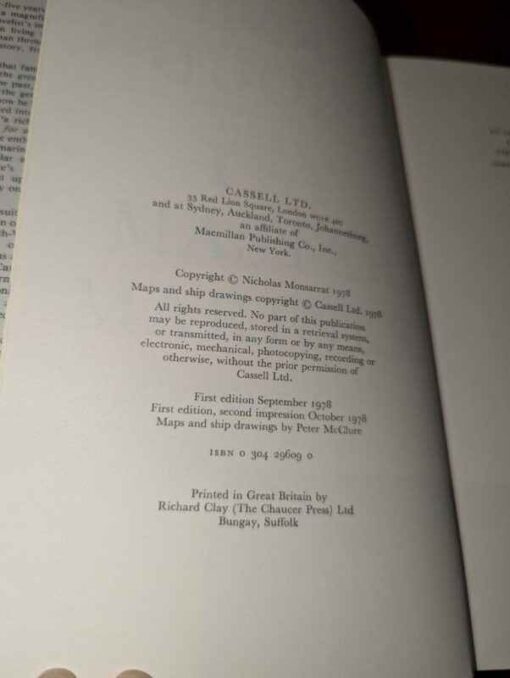 CASSELL LTD.
35 Red Lion Square, London WC1R 4SG
and at Sydney, Auckland, Toronto, Johannesburg,
an affiliate of
Macmillan Publishing Co., Inc.,
New York.
Copyright © Nicholas Monsarrat 1978
Maps and ship drawings copyright © Cassell Ltd. 1978
All rights reserved. No part of this publication
may be reproduced, stored in a retrieval system,
or transmitted, in any form or by any means,
electronic, mechanical, photocopying, recording or
otherwise, without the prior permission of
Cassell Ltd.
First edition September 1978
First edition, second impression October 1978
Maps and ship drawings by Peter McClure
ISBN 0 304 29609 0
Printed in Great Britain by
Richard Clay (The Chaucer Press) Ltd
Bungay, Suffolk